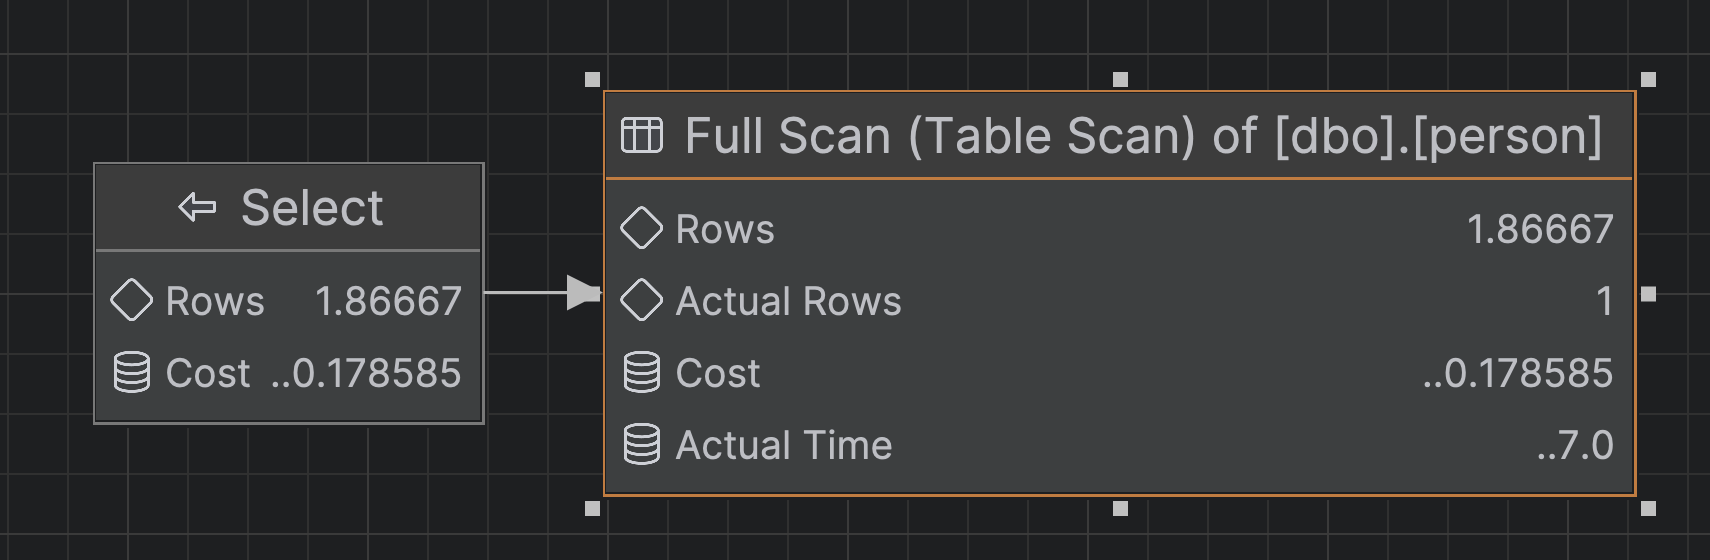 Select
Rows 1.86667
Cost ..0.178585
Full Scan (Table Scan) of [dbo].[person]
Rows 1.86667
Actual Rows 1
Cost ..0.178585
Actual Time ..7.0